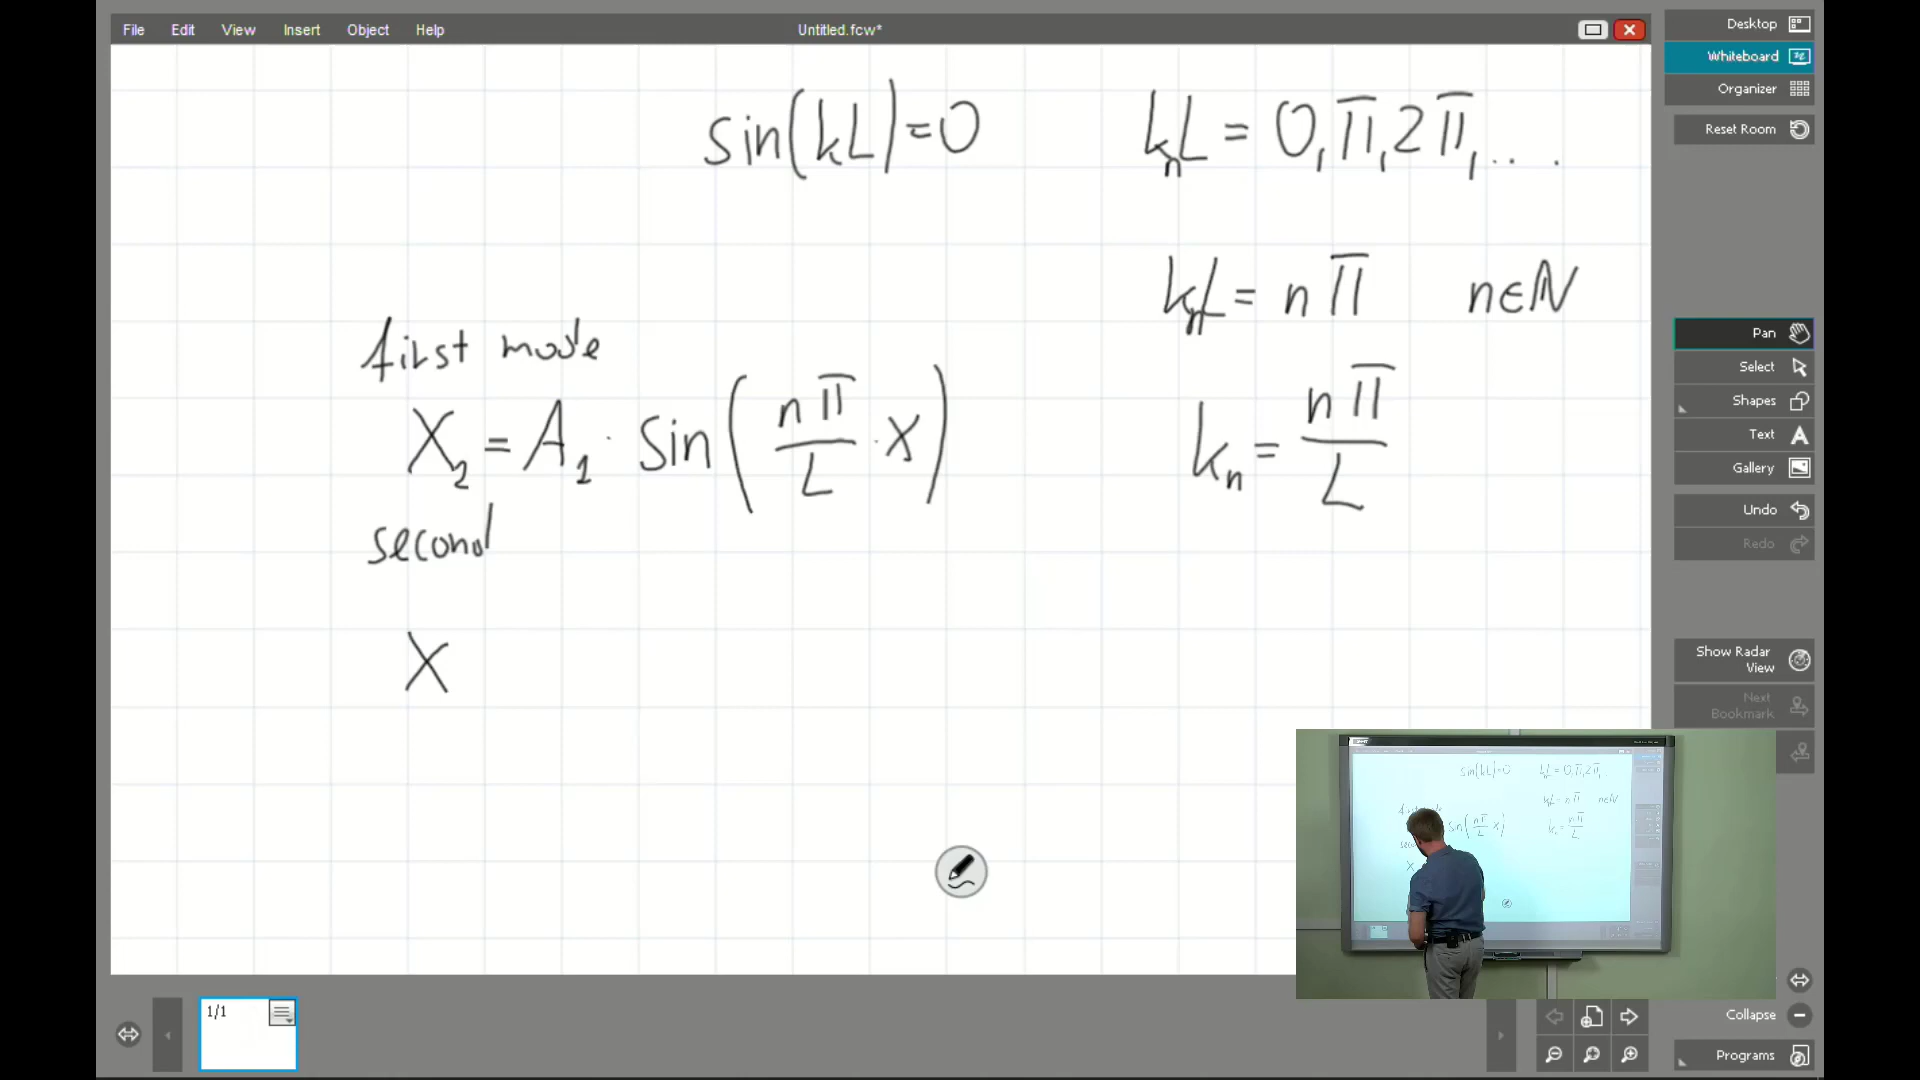 File Edit View Insert Object Help Untitled.fcw*
Desktop
Whiteboard
Organizer
Reset Room
sin(kL)=0
kₙL = 0, π, 2π, ...
kₙL = nπ n∈ℕ
kₙ = nπ/L
first mode
X₂ = A₁ · sin(nπ/L · x)
second
X
Pan
Select
Shapes
Text
Gallery
Undo
Redo
Show Radar
View
Next
Bookmark
1/1
Collapse
Programs